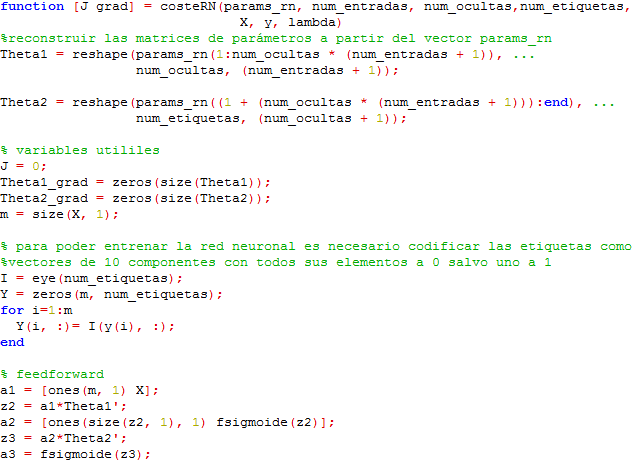 function [J grad] = costeRN(params_rn, num_entradas, num_ocultas,num_etiquetas,
X, y, lambda)
%reconstruir las matrices de parámetros a partir del vector params_rn
Theta1 = reshape(params_rn(1:num_ocultas * (num_entradas + 1)), ...
num_ocultas, (num_entradas + 1));
Theta2 = reshape(params_rn((1 + (num_ocultas * (num_entradas + 1))):end), ...
num_etiquetas, (num_ocultas + 1));
% variables utililes
J = 0;
Theta1_grad = zeros(size(Theta1));
Theta2_grad = zeros(size(Theta2));
m = size(X, 1);
% para poder entrenar la red neuronal es necesario codificar las etiquetas como
%vectores de 10 componentes con todos sus elementos a 0 salvo uno a 1
I = eye(num_etiquetas);
Y = zeros(m, num_etiquetas);
for i=1:m
Y(i, :)= I(y(i), :);
end
% feedforward
a1 = [ones(m, 1) X];
z2 = a1*Theta1';
a2 = [ones(size(z2, 1), 1) fsigmoide(z2)];
z3 = a2*Theta2';
a3 = fsigmoide(z3);